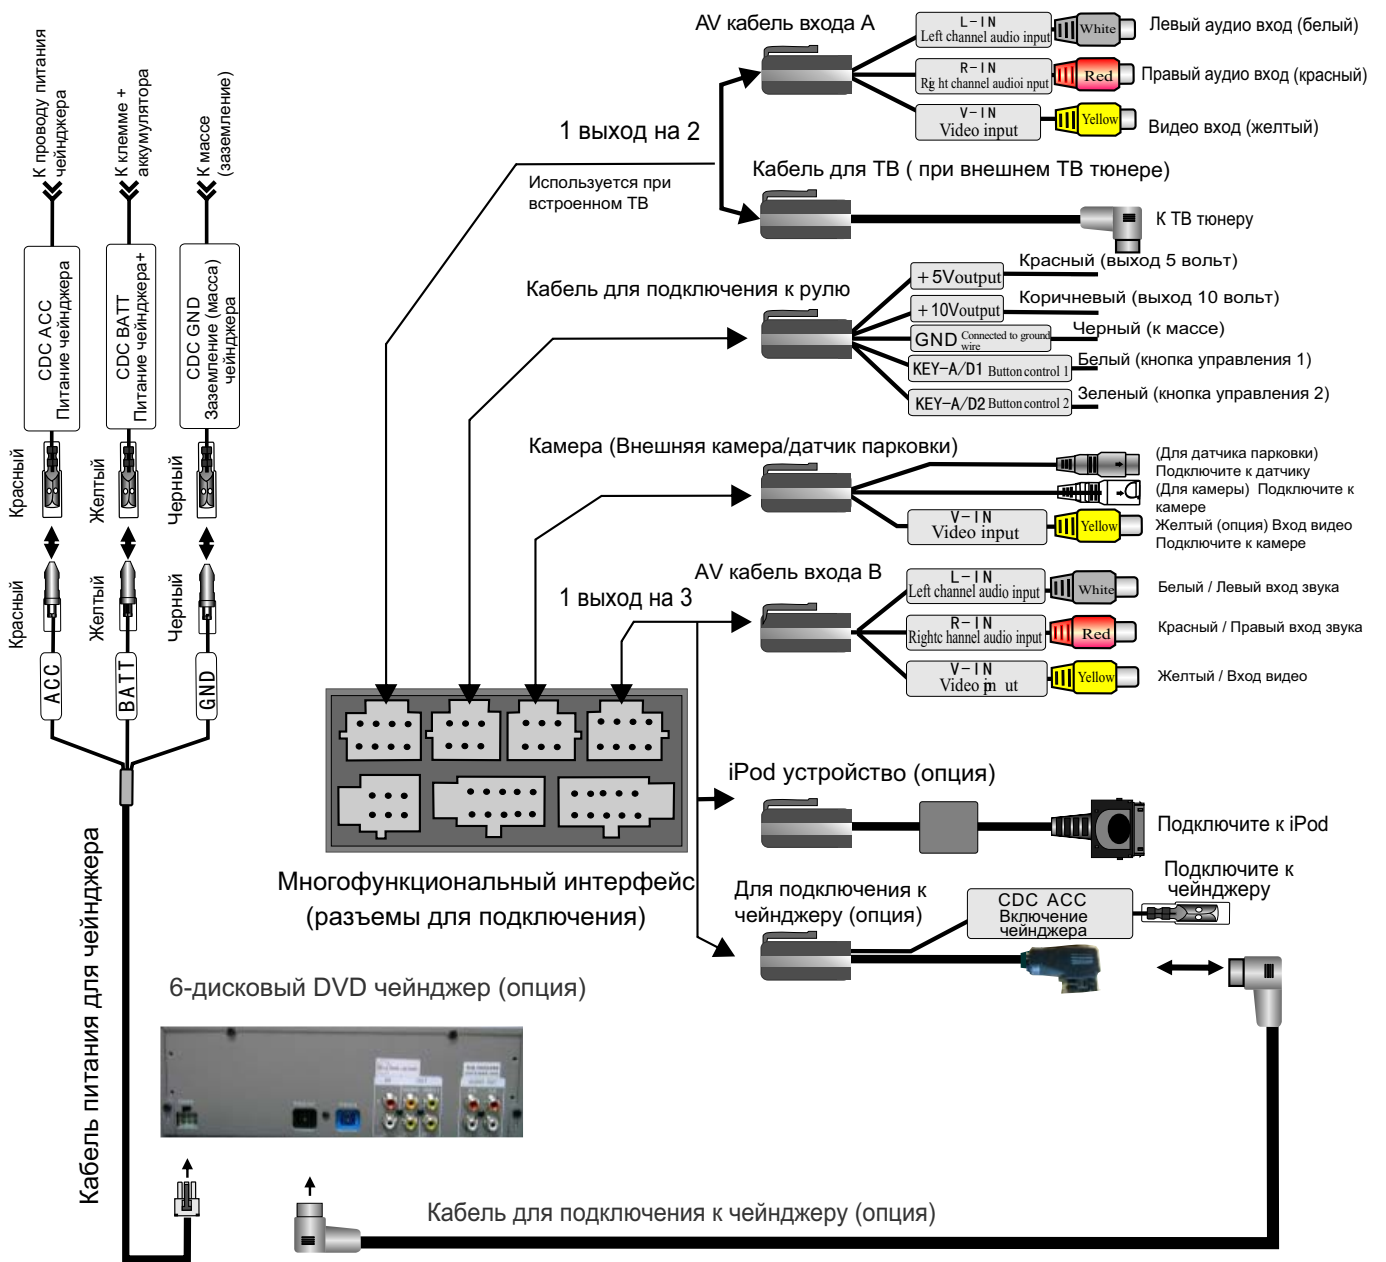 К проводу питания
чейнджера
К клемме +
аккумулятора
К массе
(заземление)
CDC ACC
Питание чейнджера
CDC BATT
Питание чейнджера+
CDC GND
Заземление (масса)
чейнджера
Красный
Желтый
Черный
Красный
Желтый
Черный
ACC
BATT
GND
Кабель питания для чейнджера
AV кабель входа А
L-IN
Left channel audio input
White
Левый аудио вход (белый)
R-IN
Rig ht channel audioi nput
Red
Правый аудио вход (красный)
V-IN
Video input
Yellow
Видео вход (желтый)
1 выход на 2
Используется при
встроенном ТВ
Кабель для ТВ ( при внешнем ТВ тюнере)
К ТВ тюнеру
Кабель для подключения к рулю
+5Voutput
Красный (выход 5 вольт)
+10Voutput
Коричневый (выход 10 вольт)
GND Connected to ground
wire
Черный (к массе)
KEY-A/D1 Button control 1
Белый (кнопка управления 1)
KEY-A/D2 Button control 2
Зеленый (кнопка управления 2)
Камера (Внешняя камера/датчик парковки)
(Для датчика парковки)
Подключите к датчику
(Для камеры) Подключите к
камере
V-IN
Video input
Yellow
Желтый (опция) Вход видео
Подключите к камере
AV кабель входа В
1 выход на 3
L-IN
Left channel audio input
White
Белый / Левый вход звука
R-IN
Rightc hannel audio input
Red
Красный / Правый вход звука
V-IN
Video in ut
Yellow
Желтый / Вход видео
iPod устройство (опция)
Подключите к iPod
Многофункциональный интерфейс
(разъемы для подключения)
Для подключения к
чейнджеру (опция)
CDC ACC
Включение
чейнджера
Подключите к
чейнджеру
6-дисковый DVD чейнджер (опция)
Кабель для подключения к чейнджеру (опция)